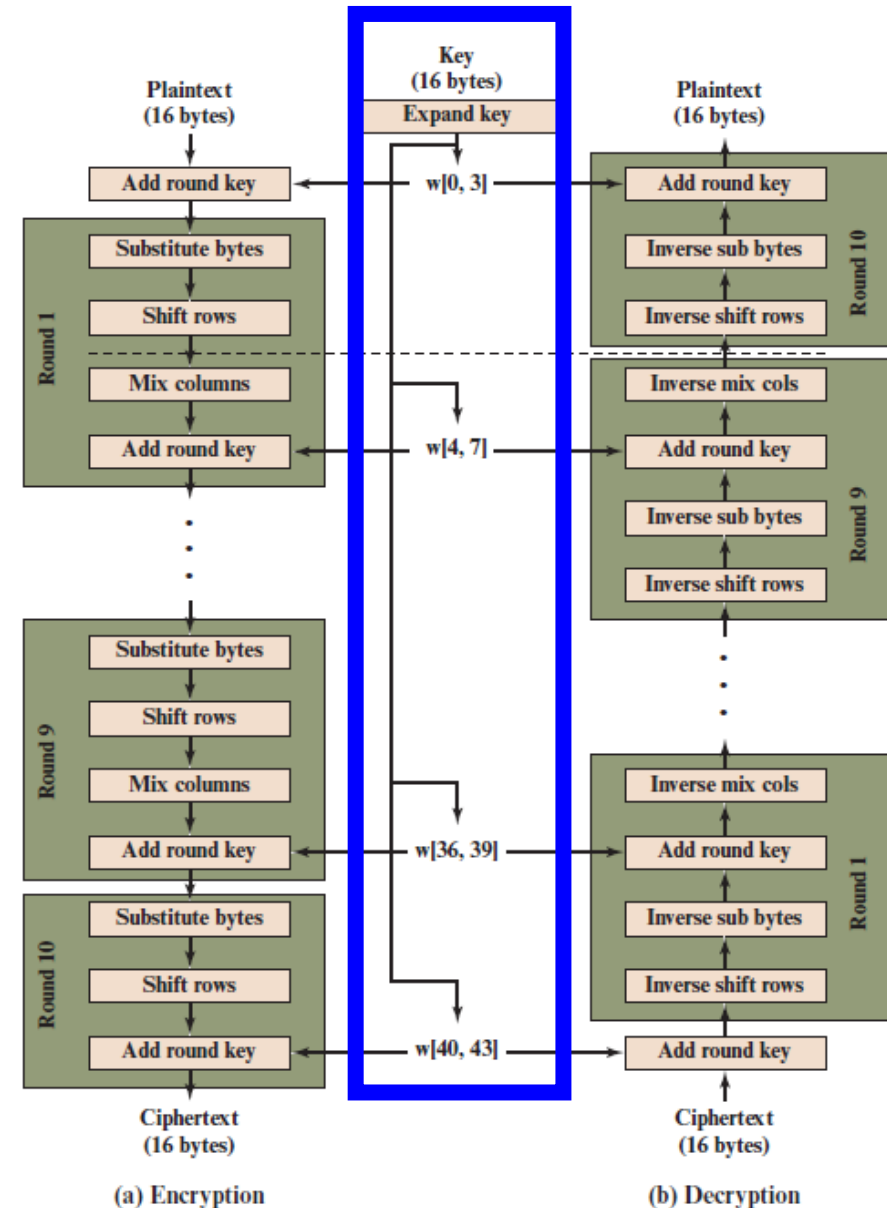 Plaintext
(16 bytes)
Add round key
Round 1
Substitute bytes
Shift rows
Mix columns
Add round key
.
.
.
Round 9
Substitute bytes
Shift rows
Mix columns
Add round key
Round 10
Substitute bytes
Shift rows
Add round key
Ciphertext
(16 bytes)
(a) Encryption
Key
(16 bytes)
Expand key
w[0, 3]
w[4, 7]
w[36, 39]
w[40, 43]
Plaintext
(16 bytes)
Add round key
Inverse sub bytes
Inverse shift rows
Round 10
Inverse mix cols
Add round key
Inverse sub bytes
Inverse shift rows
Round 9
.
.
.
Inverse mix cols
Add round key
Inverse sub bytes
Inverse shift rows
Round 1
Add round key
Ciphertext
(16 bytes)
(b) Decryption